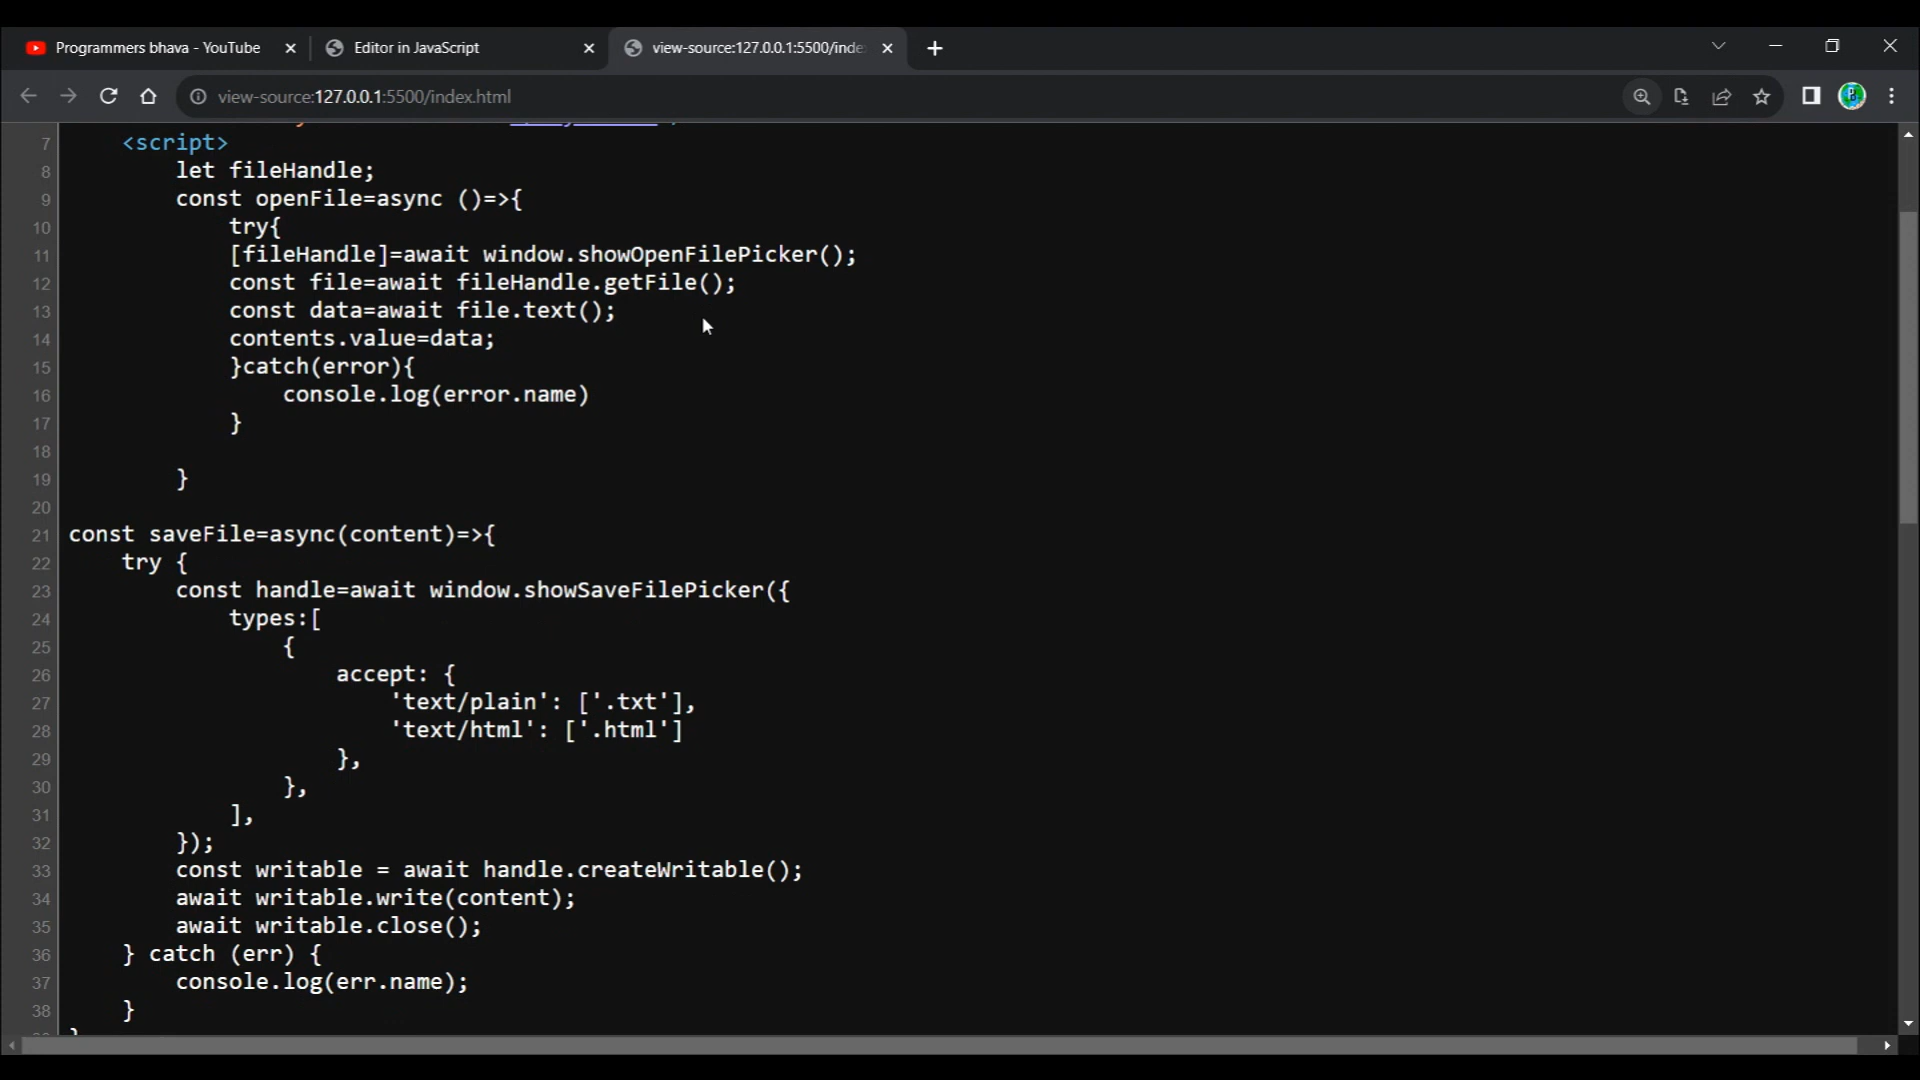 Programmers bhava - YouTube
Editor in JavaScript
view-source:127.0.0.1:5500/inde
view-source:127.0.0.1:5500/index.html
7 <script>
8 let fileHandle;
9 const openFile=async ()=>{
10 try{
11 [fileHandle]=await window.showOpenFilePicker();
12 const file=await fileHandle.getFile();
13 const data=await file.text();
14 contents.value=data;
15 }catch(error){
16 console.log(error.name)
17 }
18
19 }
20
21 const saveFile=async(content)=>{
22 try {
23 const handle=await window.showSaveFilePicker({
24 types:[
25 {
26 accept: {
27 'text/plain': ['.txt'],
28 'text/html': ['.html']
29 },
30 },
31 ],
32 });
33 const writable = await handle.createWritable();
34 await writable.write(content);
35 await writable.close();
36 } catch (err) {
37 console.log(err.name);
38 }